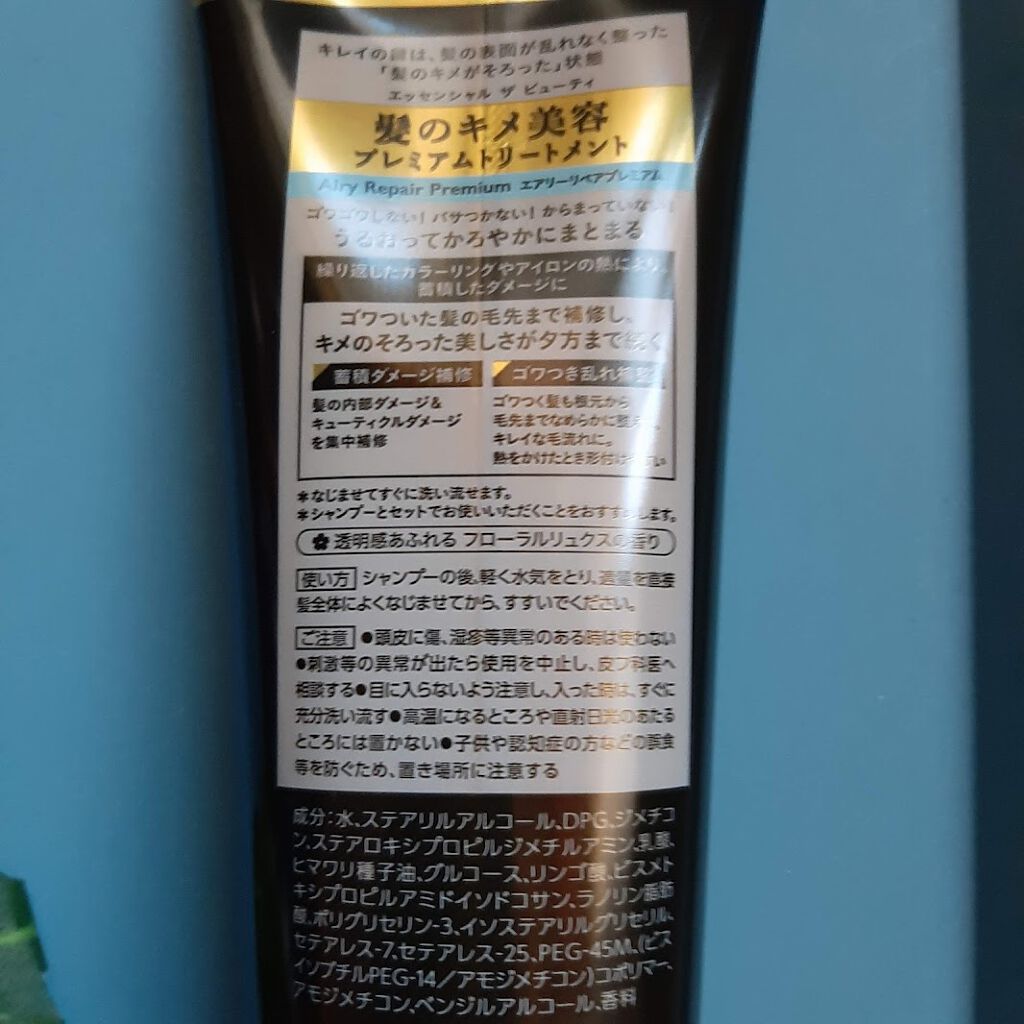 キレイの鍵は、髪の表面が乱れなく整った
「髪のキメがそろった」状態
エッセンシャル ザ ビューティ
髪のキメ美容
プレミアムトリートメント
Airy Repair Premium エアリーリペアプレミアム
ゴワゴワしない! パサつかない! からまっていない!
うるおってかろやかにまとまる
繰り返したカラーリングやアイロンの熱により、
蓄積したダメージに
ゴワついた髪の毛先まで補修し、
キメのそろった美しさが夕方まで続く
蓄積ダメージ補修
髪の内部ダメージ&
キューティクルダメージ
を集中補修
ゴワつき乱れ補整
ゴワつく髪も根元から
毛先までなめらかに整え、
キレイな毛流れに。
熱をかけたとき形付けやすい
*なじませてすぐに洗い流せます。
*シャンプーとセットでお使いいただくことをおすすめします。
透明感あふれる フローラルリュクスの香り
使い方 シャンプーの後、軽く水気をとり、適量を直接
髪全体によくなじませてから、すすいでください。
ご注意 ●頭皮に傷、湿疹等異常のある時は使わない
●刺激等の異常が出たら使用を中止し、皮フ科医へ
相談する●目に入らないよう注意し、入った時は、すぐに
充分洗い流す●高温になるところや直射日光のあたる
ところには置かない●子供や認知症の方などの誤食
等を防ぐため、置き場所に注意する
成分:水、ステアリルアルコール、DPG、ジメチコ
ン、ステアロキシプロピルジメチルアミン、乳酸、
ヒマワリ種子油、グルコース、リンゴ酸、ビスメト
キシプロピルアミドイソドコサン、ラノリン脂肪
酸、ポリグリセリン-3、イソステアリルグリセリル、
セテアレス-7、セテアレス-25、PEG-45M、(ビス
イソブチルPEG-14/アモジメチコン)コポリマー、
アモジメチコン、ベンジルアルコール、香料